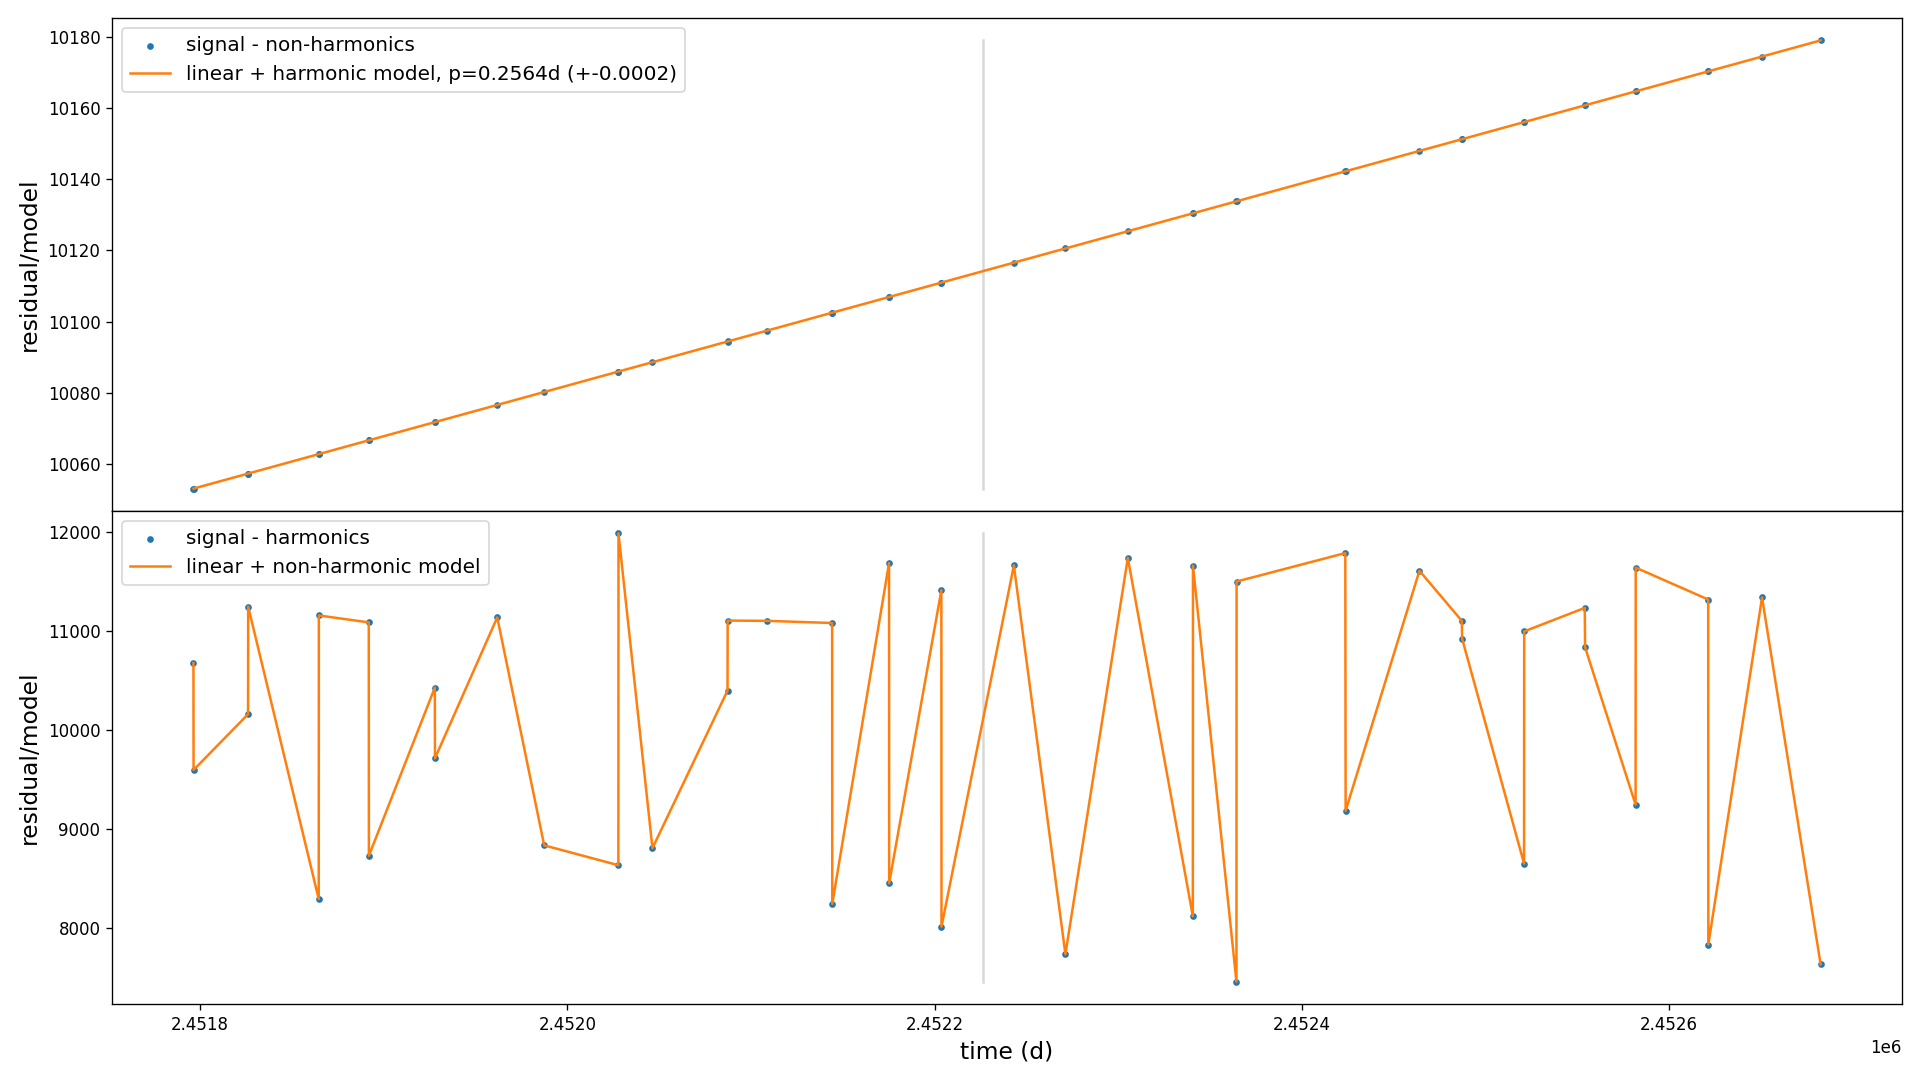 10180
10160
10140
10120
10100
10080
10060
residual/model
signal - non-harmonics
linear + harmonic model, p=0.2564d (+-0.0002)
12000
11000
10000
9000
8000
residual/model
signal - harmonics
linear + non-harmonic model
2.4518 2.4520 2.4522 2.4524 2.4526
1e6
time (d)